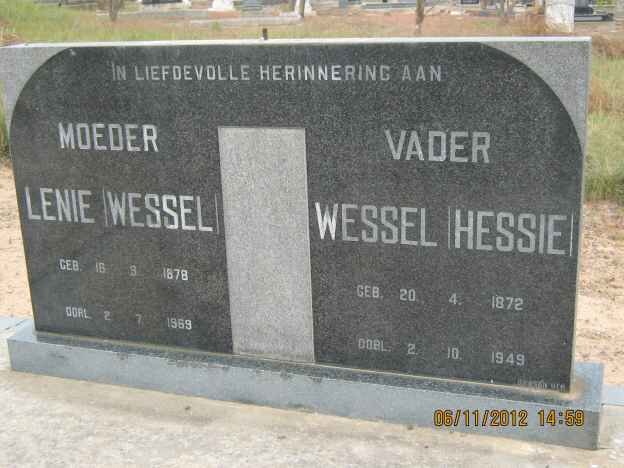 IN LIEFDEVOLLE HERINNERING AAN
MOEDER
LENIE |WESSEL|
GEB. 16 9 1878
OORL. 2 7 1969
VADER
WESSEL |HESSIE|
GEB. 20. 4. 1872
OORL. 2. 10. 1949
06/11/2012 14:59